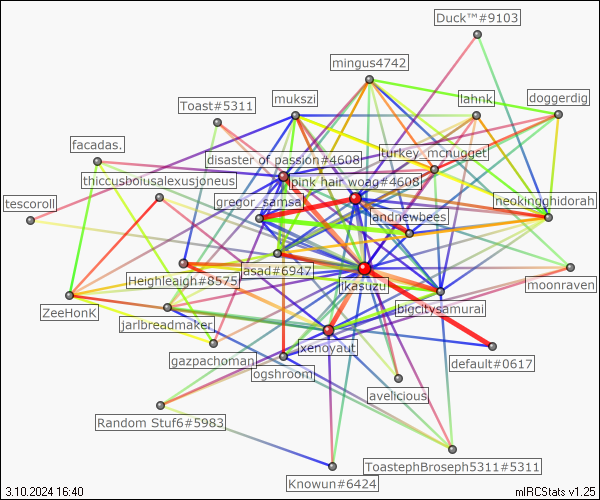 Duck™#9103
mingus4742
Toast#5311
mukszi
lahnk
doggerdig
facadas.
disaster of passion#4608
turkey_mcnugget
thiccusboiusalexusjoneus
pink hair woag#4608
tescoroll
gregor_samsa
neokingghidorah
landnewbees
asad#6947
Heighleaigh#8575
ikasuzu
moonraven
ZeeHonK
bigcitysamurai
jarlbreadmaker
xenoyaut
gazpachoman
default#0617
ogshroom
avelicious
Random Stuf6#5983
ToastephBroseph5311#5311
Knowun#6424
3.10.2024 16:40
mIRCStats v1.25